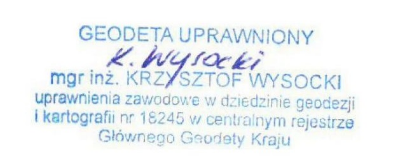 GEODETA UPRAWNIONY
K. Wysocki
mgr inż. KRZYSZTOF WYSOCKI
uprawnienia zawodowe w dziedzinie geodezji
i kartografii nr 18245 w centralnym rejestrze
Głównego Geodety Kraju